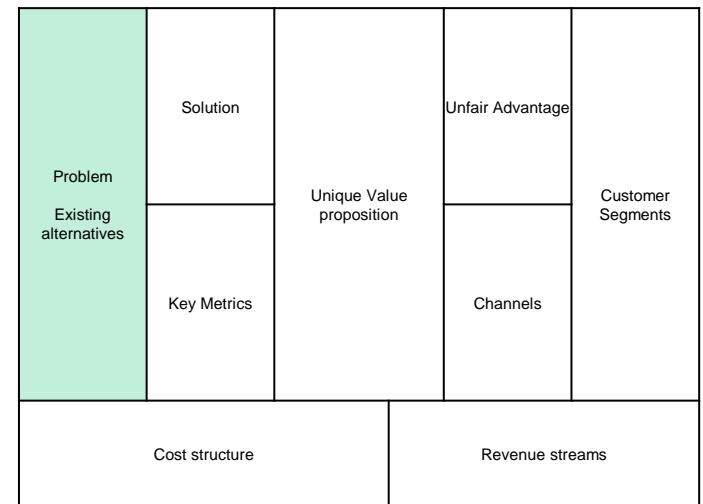 Problem
Existing
alternatives
Solution
Key Metrics
Unique Value
proposition
Unfair Advantage
Channels
Customer
Segments
Cost structure
Revenue streams